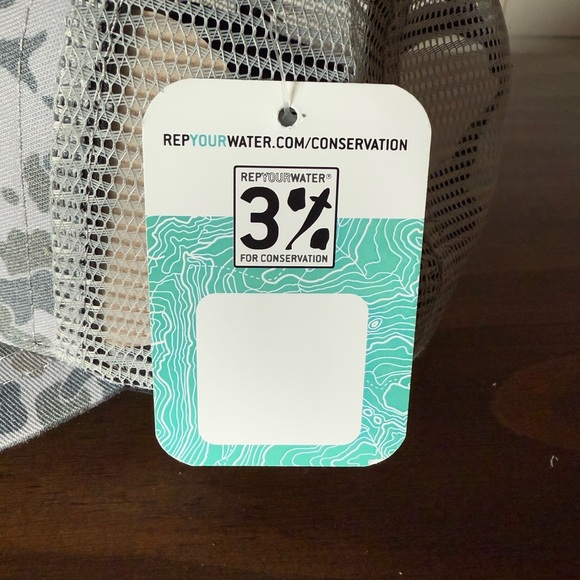 REPYOURWATER.COM/CONSERVATION
REPYOURWATER®
3%
FOR CONSERVATION